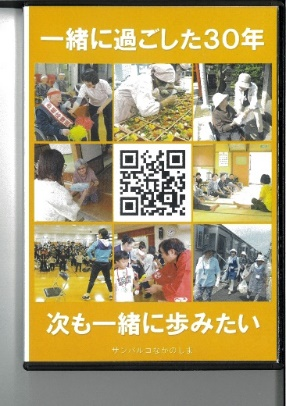 一緒に過ごした30年
次も一緒に歩みたい
サンパルコなかのしま